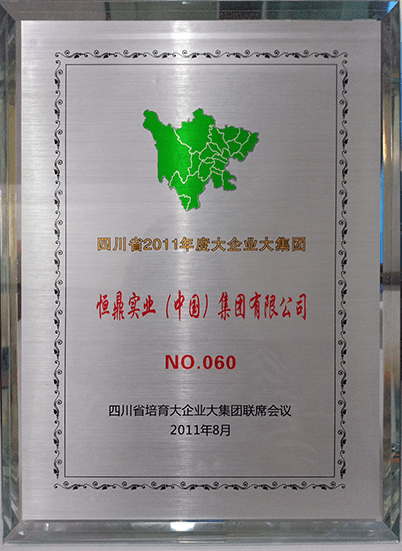 四川省2011年度大企业大集团
恒鼎实业（中国）集团有限公司
NO.060
四川省培育大企业大集团联席会议
2011年8月